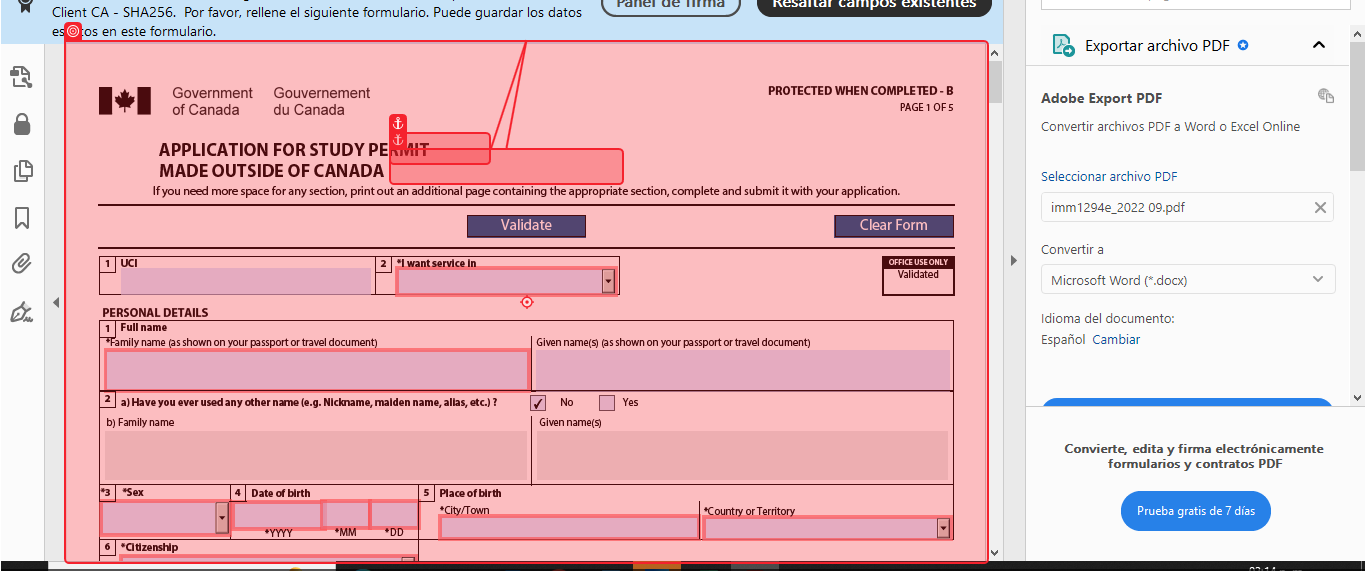 Client CA - SHA256. Por favor, rellene el siguiente formulario. Puede guardar los datos
en este formulario.
Panel de firma
Resaltar campos existentes
Government of Canada
Gouvernement du Canada
PROTECTED WHEN COMPLETED - B
PAGE 1 OF 5
APPLICATION FOR STUDY PERMIT
MADE OUTSIDE OF CANADA
If you need more space for any section, print out an additional page containing the appropriate section, complete and submit it with your application.
Validate
Clear Form
1 UCI
2 *I want service in
OFFICE USE ONLY
Validated
PERSONAL DETAILS
1 Full name
*Family name (as shown on your passport or travel document)
Given name(s) (as shown on your passport or travel document)
2 a) Have you ever used any other name (e.g. Nickname, maiden name, alias, etc.) ?
No
Yes
b) Family name
Given name(s)
*3 *Sex
4 Date of birth
*YYYY *MM *DD
5 Place of birth
*City/Town
*Country or Territory
6 *Citizenship
Exportar archivo PDF
Adobe Export PDF
Convertir archivos PDF a Word o Excel Online
Seleccionar archivo PDF
imm1294e_2022 09.pdf
Convertir a
Microsoft Word (*.docx)
Idioma del documento:
Español Cambiar
Convierte, edita y firma electrónicamente
formularios y contratos PDF
Prueba gratis de 7 días